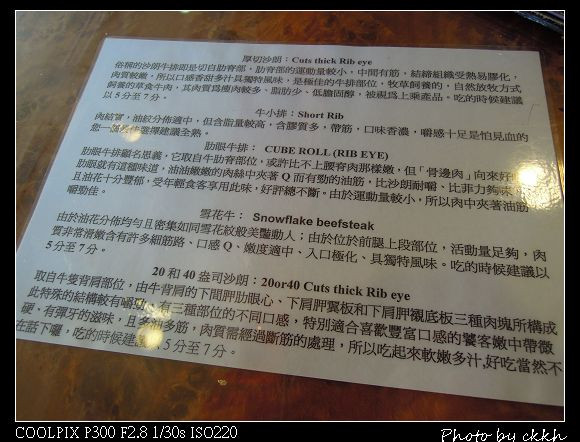 厚切沙朗：Cuts thick Rib eye
俗稱的沙朗牛排即是切自肋脊部，肋脊部的運動量較小，中間有筋，結締組織受熱易膠化，
肉質較嫩。所以口感香甜多汁具獨特風味，是極佳的牛排部位，牧草飼養的，自然放牧方式
飼養的草食牛肉，其肉質為瘦肉較多、脂肪少、低膽固醇，被視為上乘產品，吃的時候建議
以5分至7分。
牛小排：Short Rib
肉結實，油紋分佈適中，但含脂量較高，含膠質多，帶筋，口味香濃，嚼感十足是怕見血的
您一個 選擇建議全熟。
肋眼牛排： CUBE ROLL (RIB EYE)
肋眼牛排顧名思義，它取自牛肋脊部位，或許比不上腰脊肉那樣嫩，但「骨邊肉」向來好
肋眼就有這種味道，油油嫩嫩的肉絲中夾著Q而有勁的油筋，比沙朗耐嚼、比菲力夠味
且油花十分豐郁，受年輕食客享用此味，好評總不斷。由於運動量較小，所以肉中夾著油筋
嚼勁佳。
雪花牛： Snowflake beefsteak
由於油花分佈均勻且密集如同雪花紋般美豔動人；由於位於前腿上段部位，活動量足夠，肉
質非常滑嫩含有許多細筋路、口感Q、嫩度適中、入口極化、具獨特風味。吃的時候建議以
5分至7分。
20和40盎司沙朗：20or40 Cuts thick Rib eye
取自牛隻背肩部位，由牛背肩的下間胛肋眼心、下肩胛翼板和下肩胛襯底板三種肉塊所構成
此特殊的結構較有嚼 有三種部位的不同口感，特別適合喜歡豐富口感的饕客嫩中帶微
硬、有彈牙的滋味，且多 多筋，肉質需經過斷筋的處理，所以吃起來軟嫩多汁,好吃當然不
在話下囉，吃的時候建議 5分至7分。
COOLPIX P300 F2.8 1/30s ISO220
Photo by ckkh